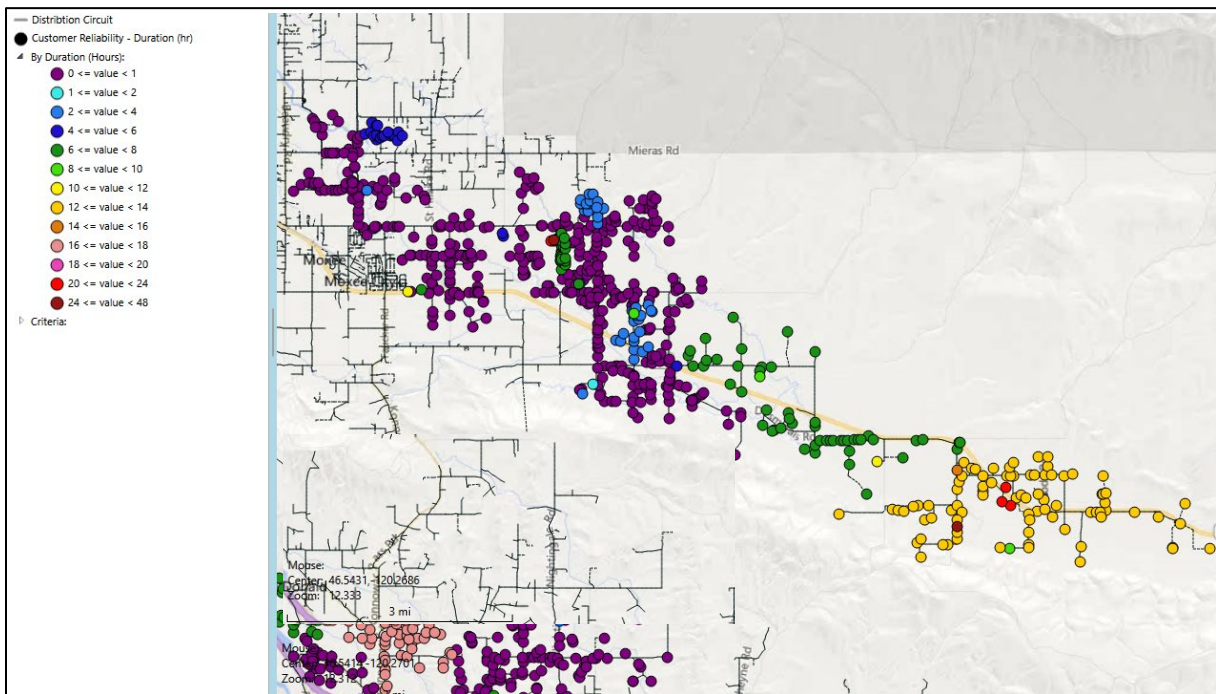 Distribtion Circuit
Customer Reliability - Duration (hr)
By Duration (Hours):
0 <= value < 1
1 <= value < 2
2 <= value < 4
4 <= value < 6
6 <= value < 8
8 <= value < 10
10 <= value < 12
12 <= value < 14
14 <= value < 16
16 <= value < 18
18 <= value < 20
20 <= value < 24
24 <= value < 48
Criteria:
Mieras Rd
Moxee
Mouse:
Center: 46.5431, -120.2686
Zoom: 12.333
3 mi
Donald
Nightingale Rd